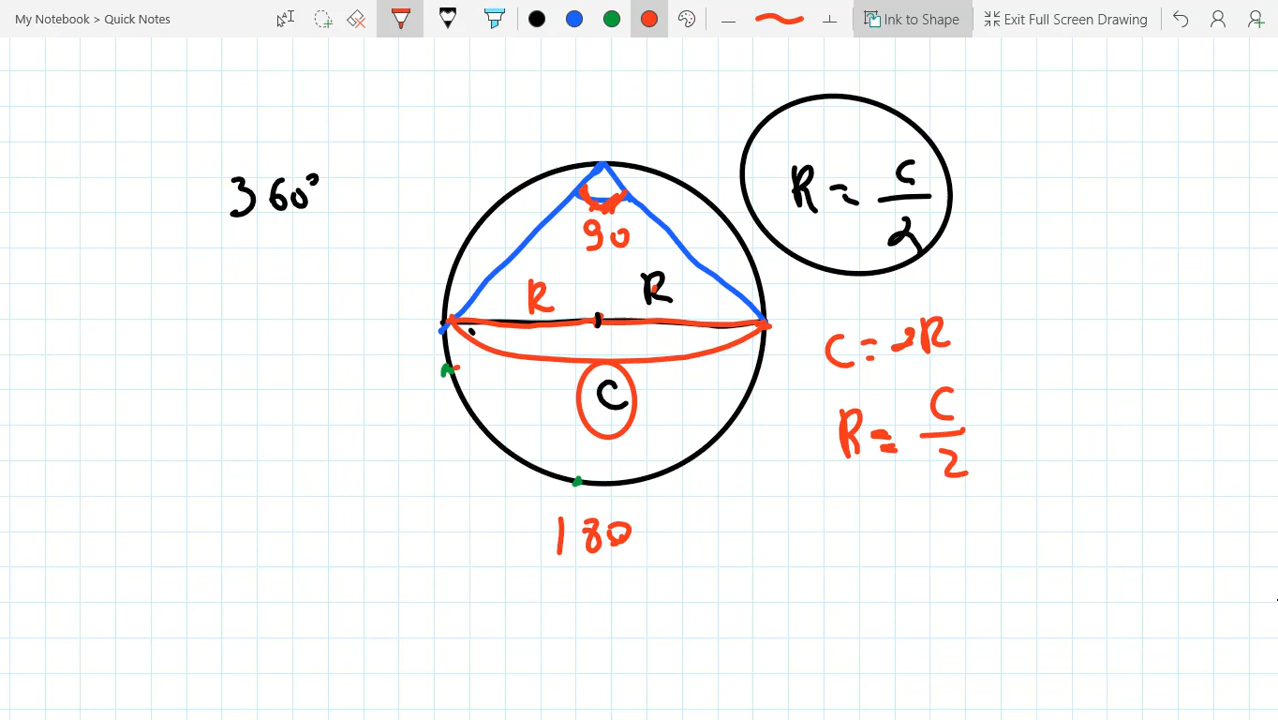 My Notebook > Quick Notes
Ink to Shape
Exit Full Screen Drawing
360°
R = c/2
90
R
R
C = 2R
C
R = C/2
180